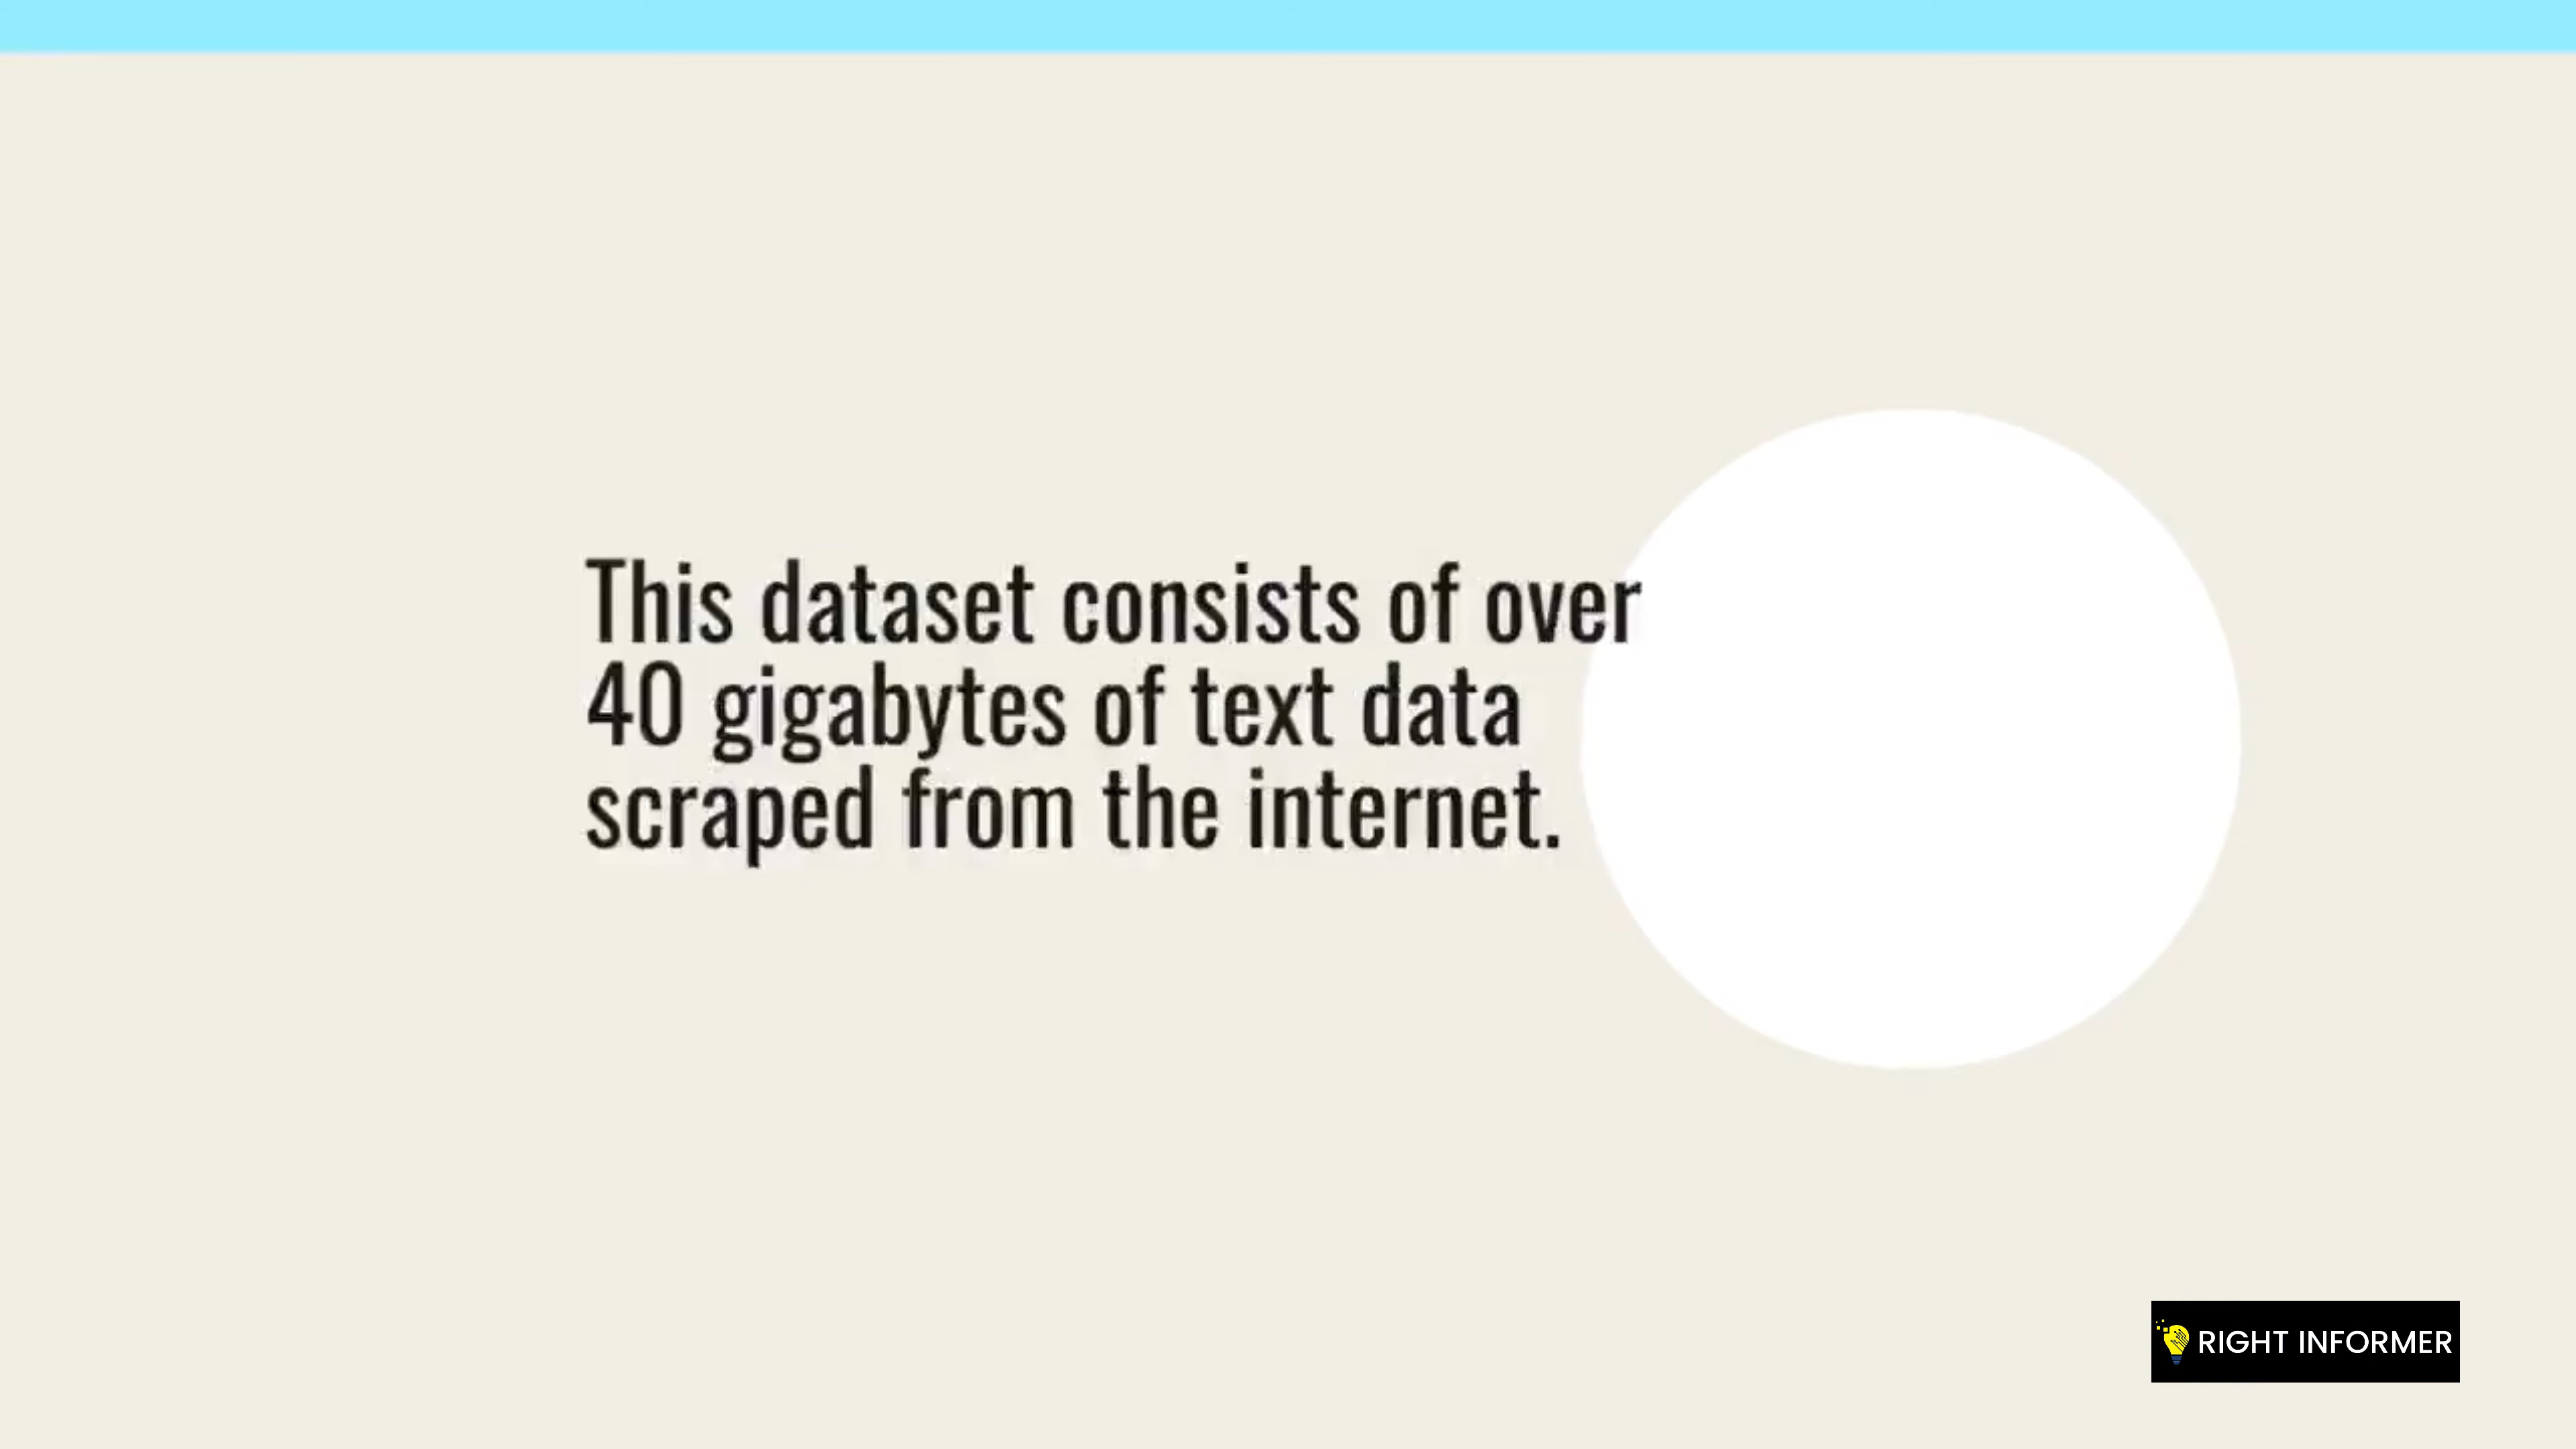 This dataset consists of over
40 gigabytes of text data
scraped from the internet.
RIGHT INFORMER